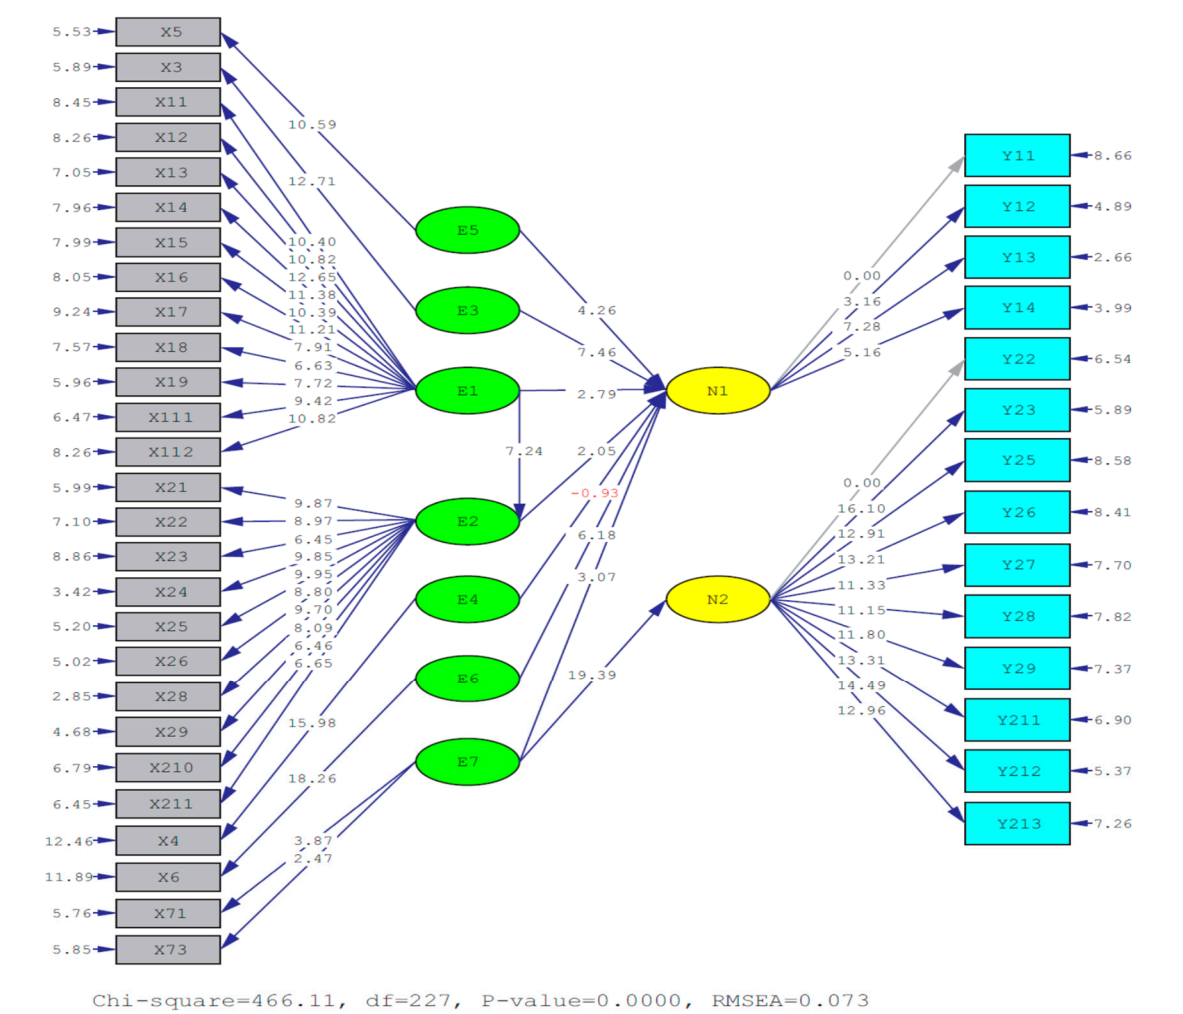 5.53 X5
5.89 X3
8.45 X11
8.26 X12
7.05 X13
7.96 X14
7.99 X15
8.05 X16
9.24 X17
7.57 X18
5.96 X19
6.47 X111
8.26 X112
5.99 X21
7.10 X22
8.86 X23
3.42 X24
5.20 X25
5.02 X26
2.85 X28
4.68 X29
6.79 X210
6.45 X211
12.46 X4
11.89 X6
5.76 X71
5.85 X73
10.59
12.71
10.40
10.82
12.65
11.38
10.39
11.21
7.91
6.63
7.72
9.42
10.82
9.87
8.97
6.45
9.85
9.95
8.80
9.70
8.09
6.46
6.65
15.98
18.26
3.87
2.47
E5
E3
E1
E2
E4
E6
E7
4.26
7.46
2.79
7.24
2.05
-0.93
6.18
3.07
19.39
N1
N2
0.00
3.16
7.28
5.16
0.00
16.10
12.91
13.21
11.33
11.15
11.80
13.31
14.49
12.96
Y11 8.66
Y12 4.89
Y13 2.66
Y14 3.99
Y22 6.54
Y23 5.89
Y25 8.58
Y26 8.41
Y27 7.70
Y28 7.82
Y29 7.37
Y211 6.90
Y212 5.37
Y213 7.26
Chi-square=466.11, df=227, P-value=0.0000, RMSEA=0.073